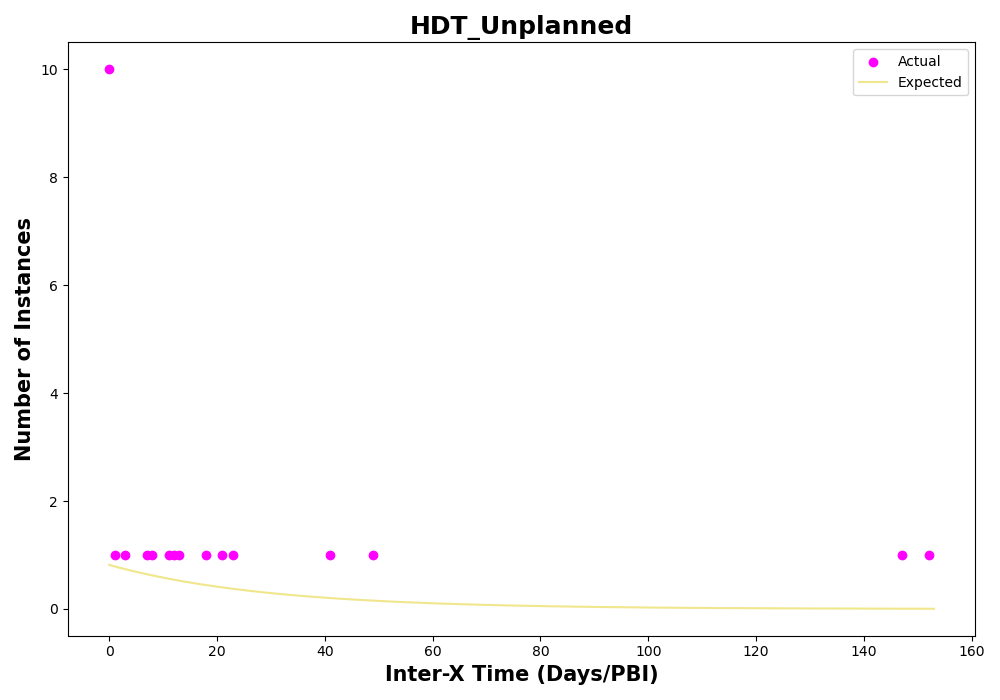 HDT_Unplanned
Actual
Expected
Number of Instances
10
8
6
4
2
0
0 20 40 60 80 100 120 140 160
Inter-X Time (Days/PBI)